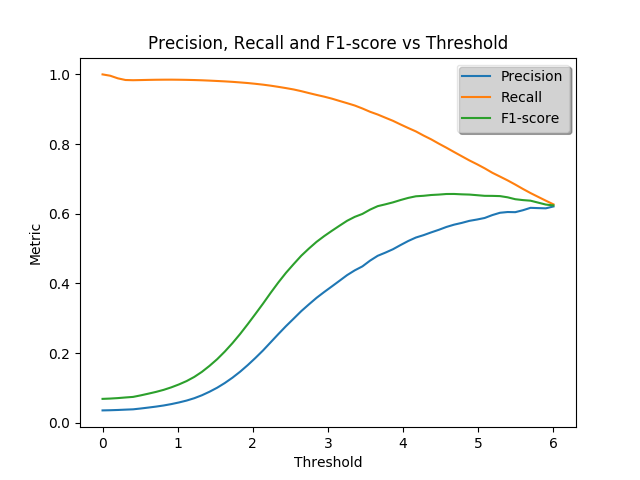 Precision, Recall and F1-score vs Threshold
Precision
Recall
F1-score
Metric
1.0
0.8
0.6
0.4
0.2
0.0
0 1 2 3 4 5 6
Threshold